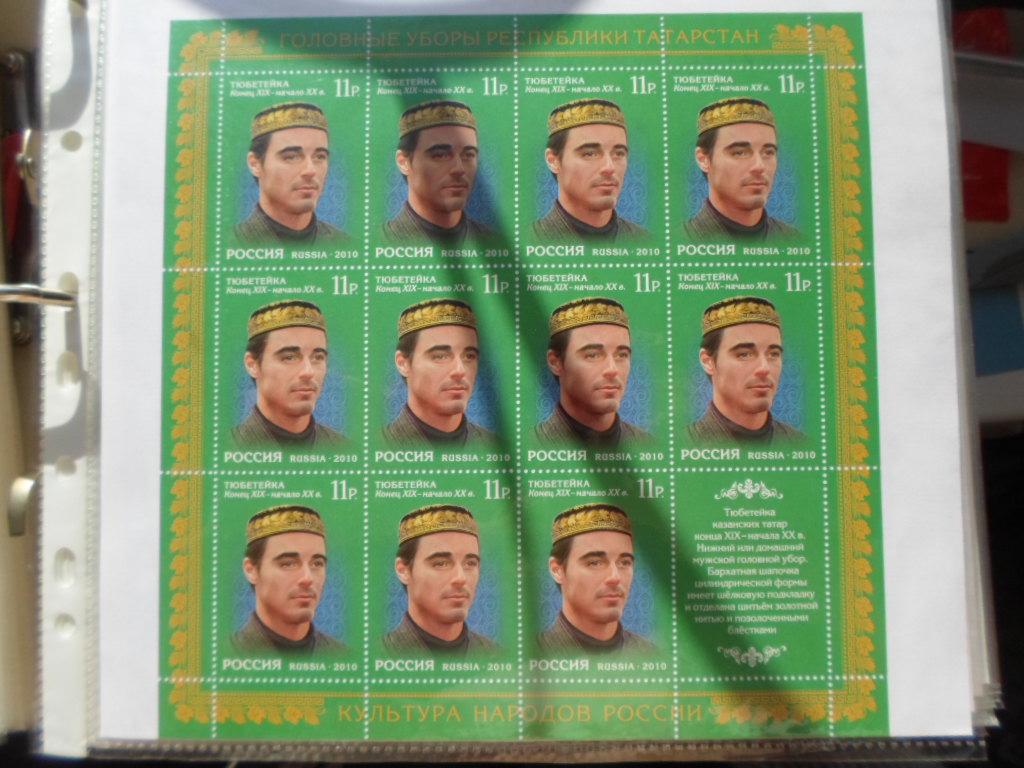 ГОЛОВНЫЕ УБОРЫ РЕСПУБЛИКИ ТАТАРСТАН
ТЮБЕТЕЙКА
Конец XIX – начало XX в.
11Р.
РОССИЯ RUSSIA · 2010
ТЮБЕТЕЙКА
Конец XIX – начало XX в.
11Р.
РОССИЯ RUSSIA · 2010
ТЮБЕТЕЙКА
Конец XIX – начало XX в.
11Р.
РОССИЯ RUSSIA · 2010
ТЮБЕТЕЙКА
Конец XIX – начало XX в.
11Р.
РОССИЯ RUSSIA · 2010
ТЮБЕТЕЙКА
Конец XIX – начало XX в.
11Р.
РОССИЯ RUSSIA · 2010
ТЮБЕТЕЙКА
Конец XIX – начало XX в.
11Р.
РОССИЯ RUSSIA · 2010
ТЮБЕТЕЙКА
Конец XIX – начало XX в.
11Р.
РОССИЯ RUSSIA · 2010
ТЮБЕТЕЙКА
Конец XIX – начало XX в.
11Р.
РОССИЯ RUSSIA · 2010
ТЮБЕТЕЙКА
Конец XIX – начало XX в.
11Р.
РОССИЯ RUSSIA · 2010
ТЮБЕТЕЙКА
Конец XIX – начало XX в.
11Р.
РОССИЯ RUSSIA · 2010
ТЮБЕТЕЙКА
Конец XIX – начало XX в.
11Р.
РОССИЯ RUSSIA · 2010
Тюбетейка
казанских татар
конца XIX – начала XX в.
Нижний или домашний
мужской головной убор.
Бархатная шапочка
цилиндрической формы
имеет шёлковую подкладку
и отделана шитьём золотной
нитью и позолоченными
блёстками
КУЛЬТУРА НАРОДОВ РОССИИ